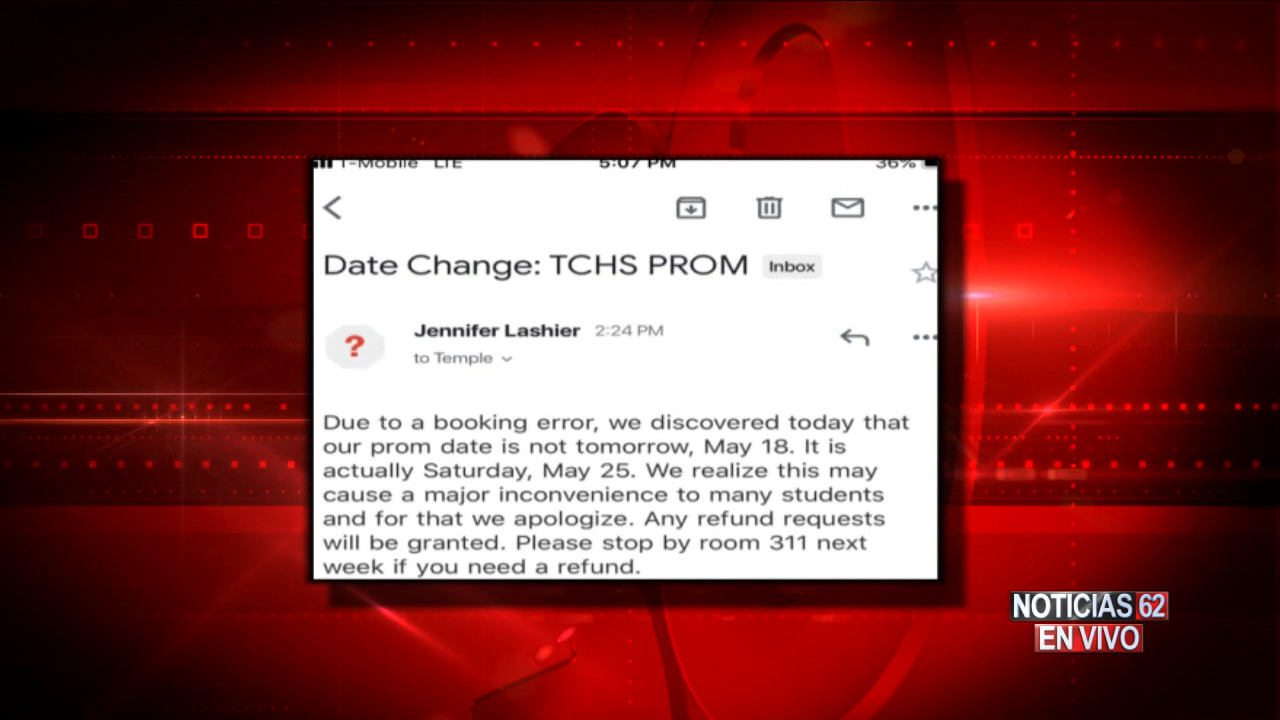 T-Mobile LTE 5:07 PM 36%
Date Change: TCHS PROM Inbox
? Jennifer Lashier 2:24 PM
to Temple
Due to a booking error, we discovered today that
our prom date is not tomorrow, May 18. It is
actually Saturday, May 25. We realize this may
cause a major inconvenience to many students
and for that we apologize. Any refund requests
will be granted. Please stop by room 311 next
week if you need a refund.
NOTICIAS 62
EN VIVO